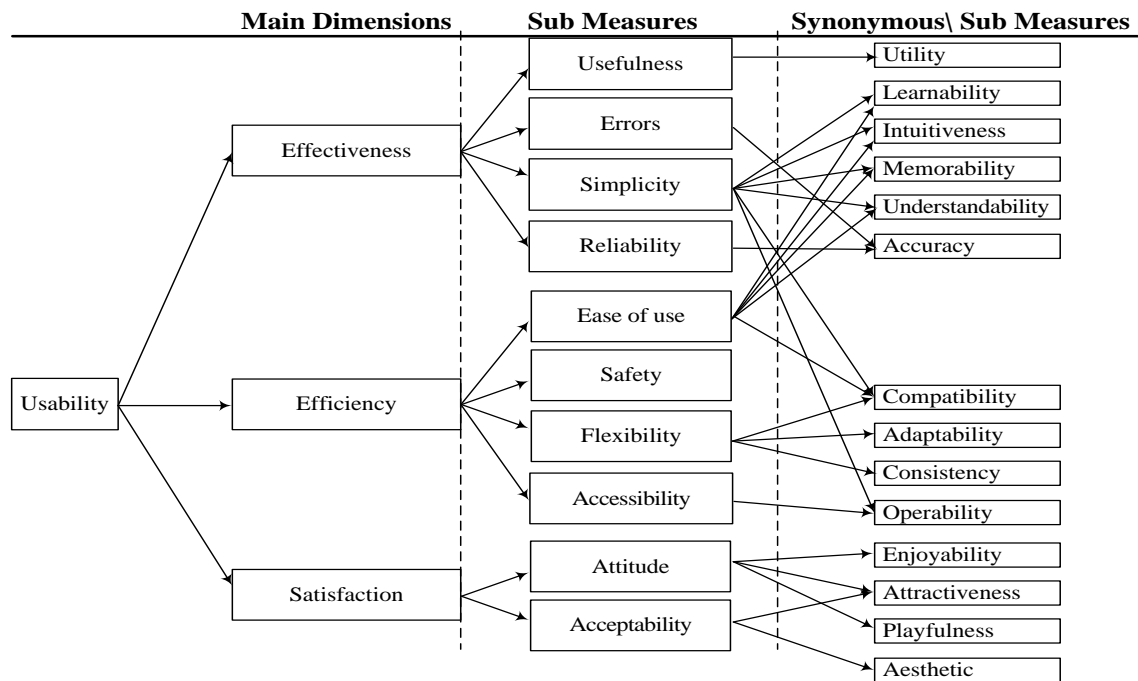 Main Dimensions
Sub Measures
Synonymous\ Sub Measures
Usability
Effectiveness
Efficiency
Satisfaction
Usefulness
Errors
Simplicity
Reliability
Ease of use
Safety
Flexibility
Accessibility
Attitude
Acceptability
Utility
Learnability
Intuitiveness
Memorability
Understandability
Accuracy
Compatibility
Adaptability
Consistency
Operability
Enjoyability
Attractiveness
Playfulness
Aesthetic